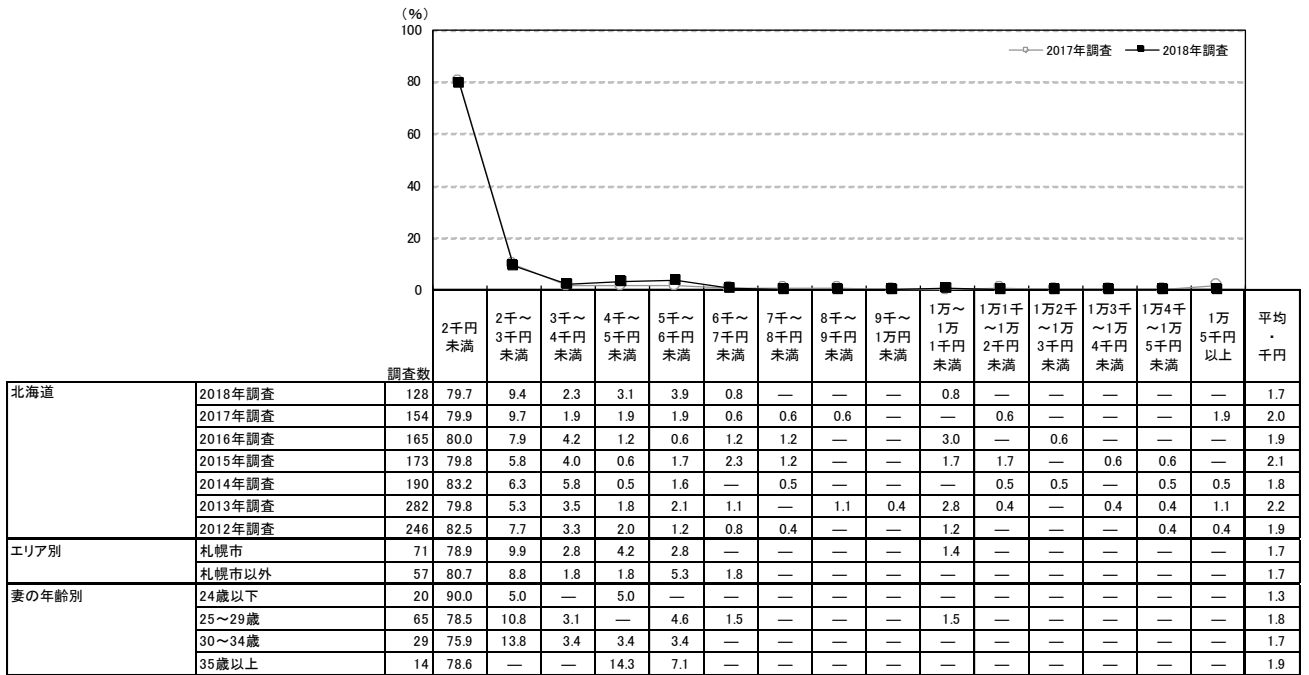 （％）
100
80
60
40
20
0
2017年調査 2018年調査
調査数 2千円未満 2千～3千円未満 3千～4千円未満 4千～5千円未満 5千～6千円未満 6千～7千円未満 7千～8千円未満 8千～9千円未満 9千～1万円未満 1万～1万1千円未満 1万1千～1万2千円未満 1万2千～1万3千円未満 1万3千～1万4千円未満 1万4千～1万5千円未満 1万5千円以上 平均・千円
北海道 2018年調査 128 79.7 9.4 2.3 3.1 3.9 0.8 — — — 0.8 — — — — — 1.7
2017年調査 154 79.9 9.7 1.9 1.9 1.9 0.6 0.6 0.6 — — 0.6 — — — 1.9 2.0
2016年調査 165 80.0 7.9 4.2 1.2 0.6 1.2 1.2 — — 3.0 — 0.6 — — — 1.9
2015年調査 173 79.8 5.8 4.0 0.6 1.7 2.3 1.2 — — 1.7 1.7 — 0.6 0.6 — 2.1
2014年調査 190 83.2 6.3 5.8 0.5 1.6 — 0.5 — — — 0.5 0.5 — 0.5 0.5 1.8
2013年調査 282 79.8 5.3 3.5 1.8 2.1 1.1 — 1.1 0.4 2.8 0.4 — 0.4 0.4 1.1 2.2
2012年調査 246 82.5 7.7 3.3 2.0 1.2 0.8 0.4 — — 1.2 — — — 0.4 0.4 1.9
エリア別 札幌市 71 78.9 9.9 2.8 4.2 2.8 — — — — 1.4 — — — — — 1.7
札幌市以外 57 80.7 8.8 1.8 1.8 5.3 1.8 — — — — — — — — — 1.7
妻の年齢別 24歳以下 20 90.0 5.0 — 5.0 — — — — — — — — — — — 1.3
25～29歳 65 78.5 10.8 3.1 — 4.6 1.5 — — — 1.5 — — — — — 1.8
30～34歳 29 75.9 13.8 3.4 3.4 3.4 — — — — — — — — — — 1.7
35歳以上 14 78.6 — — 14.3 7.1 — — — — — — — — — — 1.9